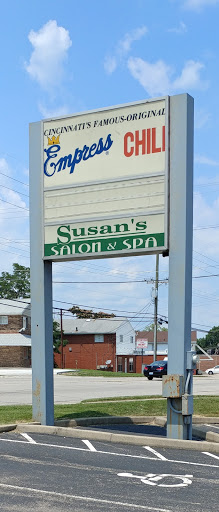 CINCINNATI'S FAMOUS-ORIGINAL
Empress CHILI
Susan's
SALON & SPA